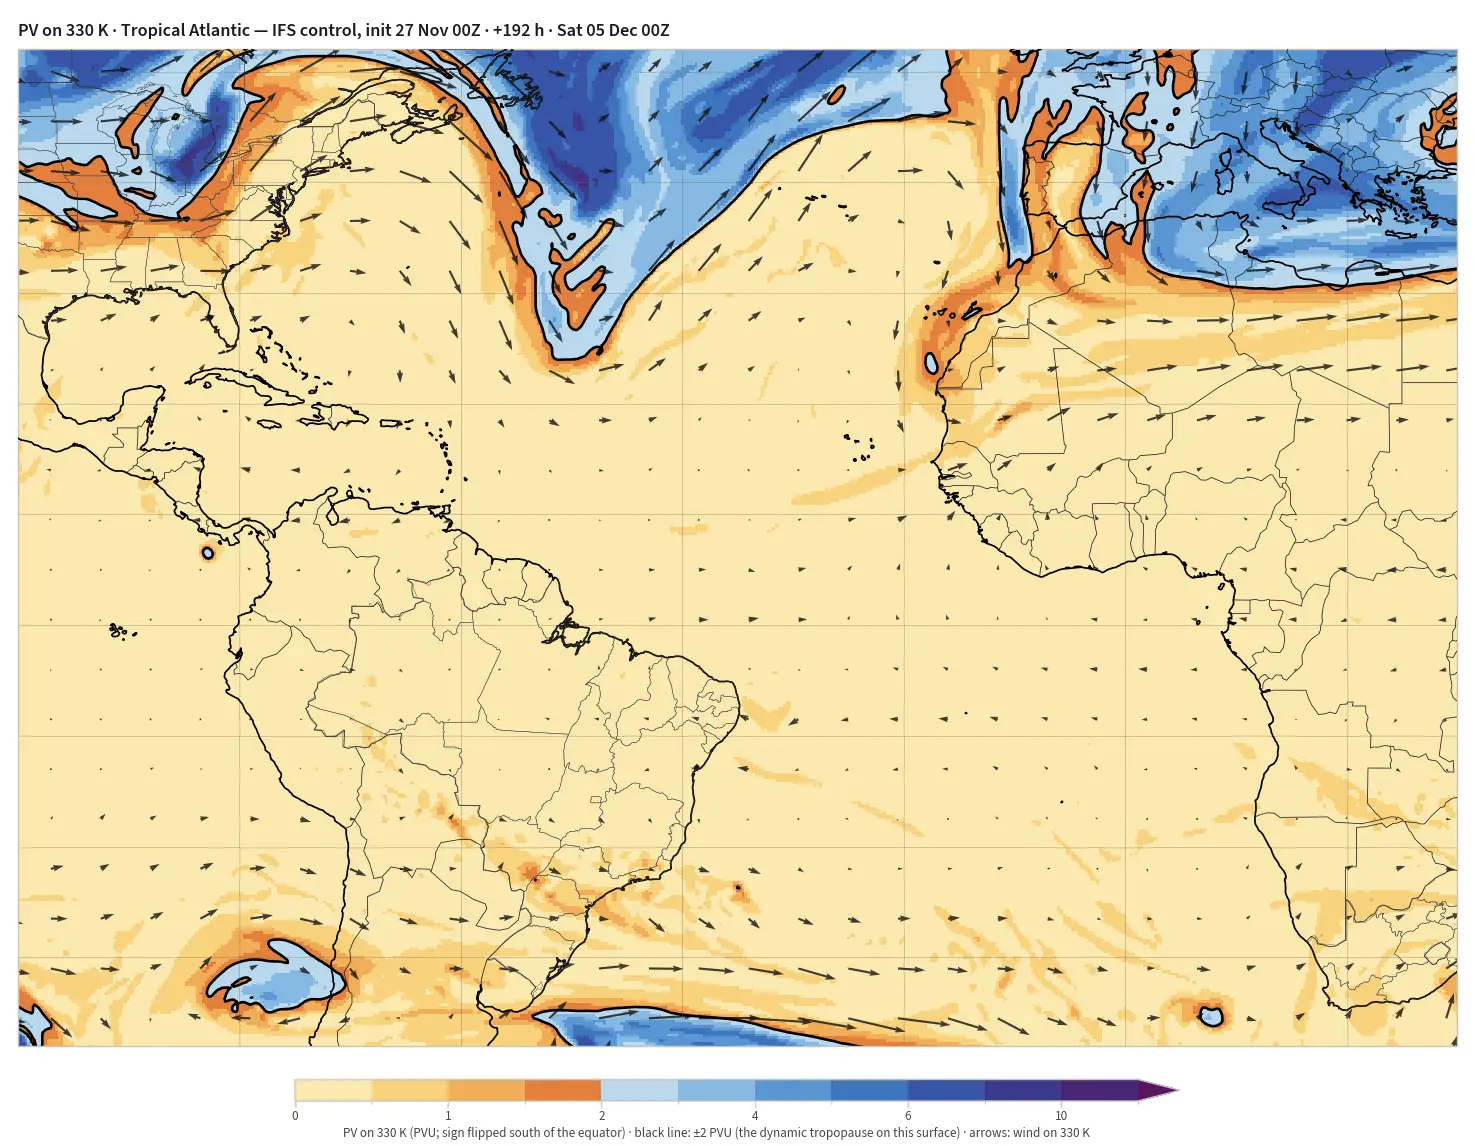 PV on 330 K · Tropical Atlantic — IFS control, init 27 Nov 00Z · +192 h · Sat 05 Dec 00Z
0 1 2 4 6 10
PV on 330 K (PVU; sign flipped south of the equator) · black line: ±2 PVU (the dynamic tropopause on this surface) · arrows: wind on 330 K